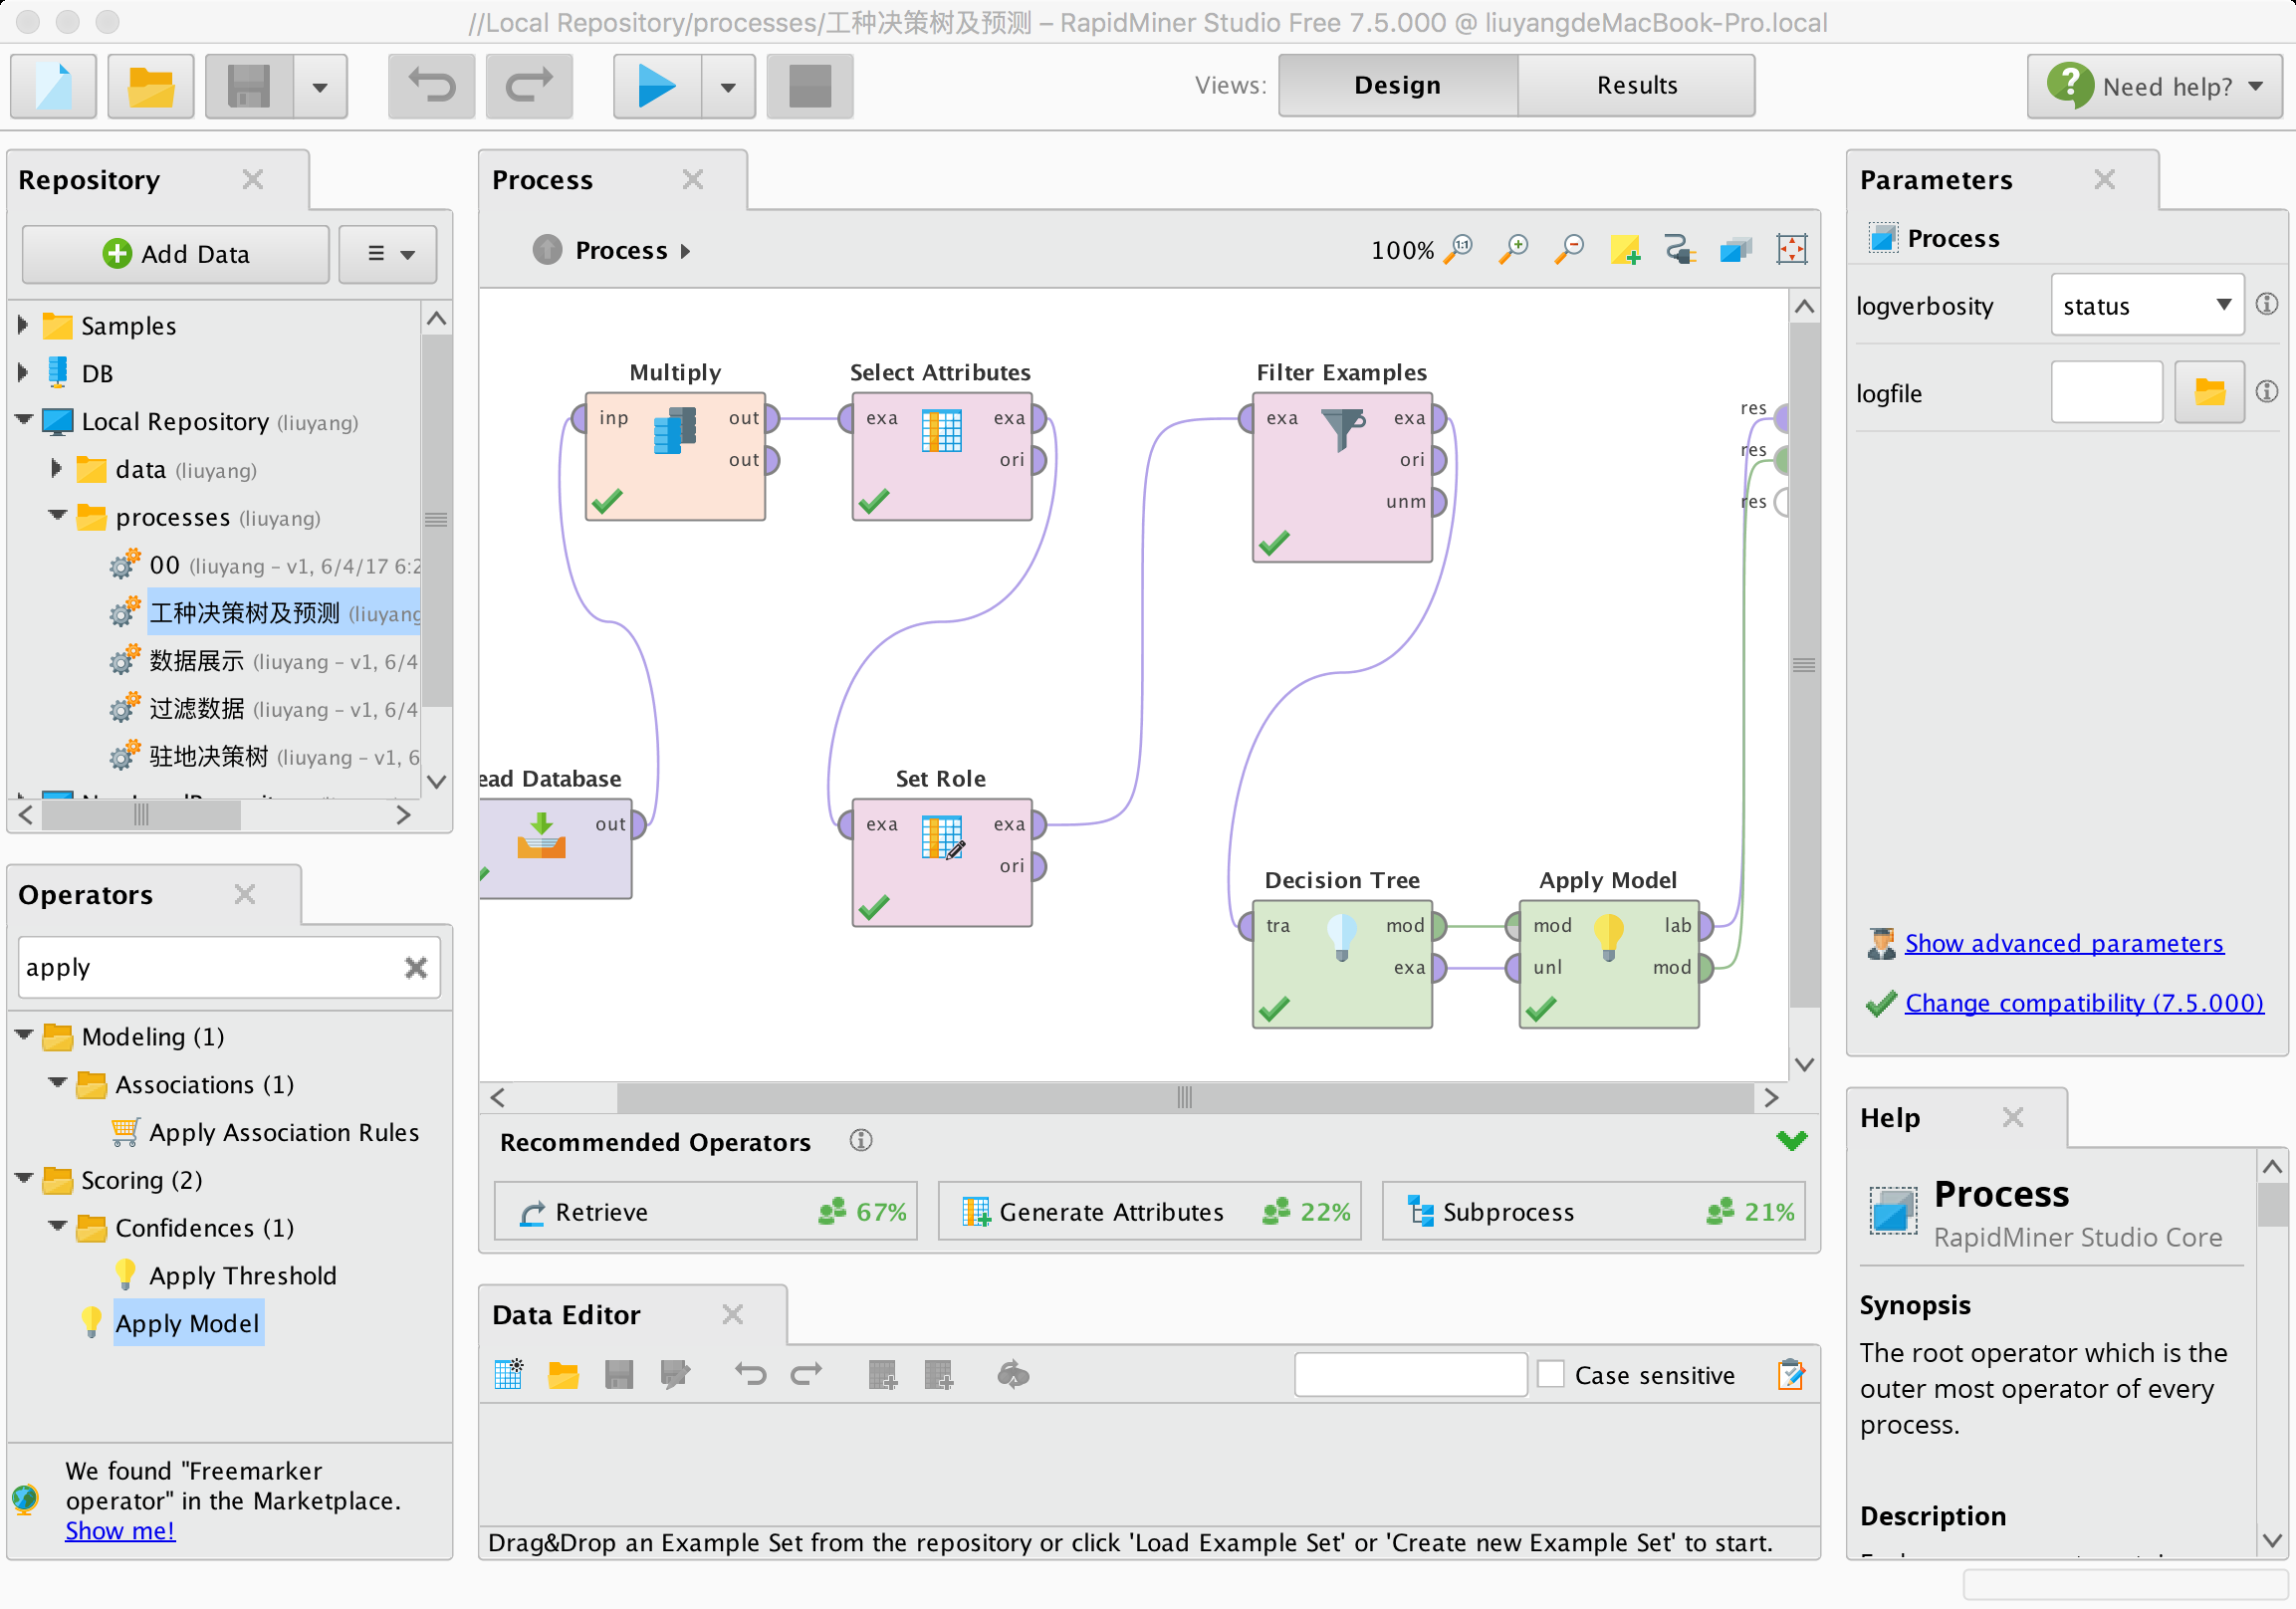 //Local Repository/processes/工种决策树及预测 – RapidMiner Studio Free 7.5.000 @ liuyangdeMacBook-Pro.local
Views:
Design
Results
Need help?
Repository
Add Data
Samples
DB
Local Repository (liuyang)
data (liuyang)
processes (liuyang)
00 (liuyang – v1, 6/4/17 6:2
工种决策树及预测 (liuyang
数据展示 (liuyang – v1, 6/4
过滤数据 (liuyang – v1, 6/4
驻地决策树 (liuyang – v1, 6
Operators
apply
Modeling (1)
Associations (1)
Apply Association Rules
Scoring (2)
Confidences (1)
Apply Threshold
Apply Model
We found "Freemarker
operator" in the Marketplace.
Show me!
Process
Process
100%
1:1
Multiply
inp
out
out
Select Attributes
exa
exa
ori
Filter Examples
exa
exa
ori
unm
res
res
res
ead Database
out
Set Role
exa
exa
ori
Decision Tree
tra
mod
exa
Apply Model
mod
lab
unl
mod
Recommended Operators
Retrieve 67%
Generate Attributes 22%
Subprocess 21%
Data Editor
Case sensitive
Drag&Drop an Example Set from the repository or click 'Load Example Set' or 'Create new Example Set' to start.
Parameters
Process
logverbosity
status
logfile
Show advanced parameters
Change compatibility (7.5.000)
Help
Process
RapidMiner Studio Core
Synopsis
The root operator which is the
outer most operator of every
process.
Description